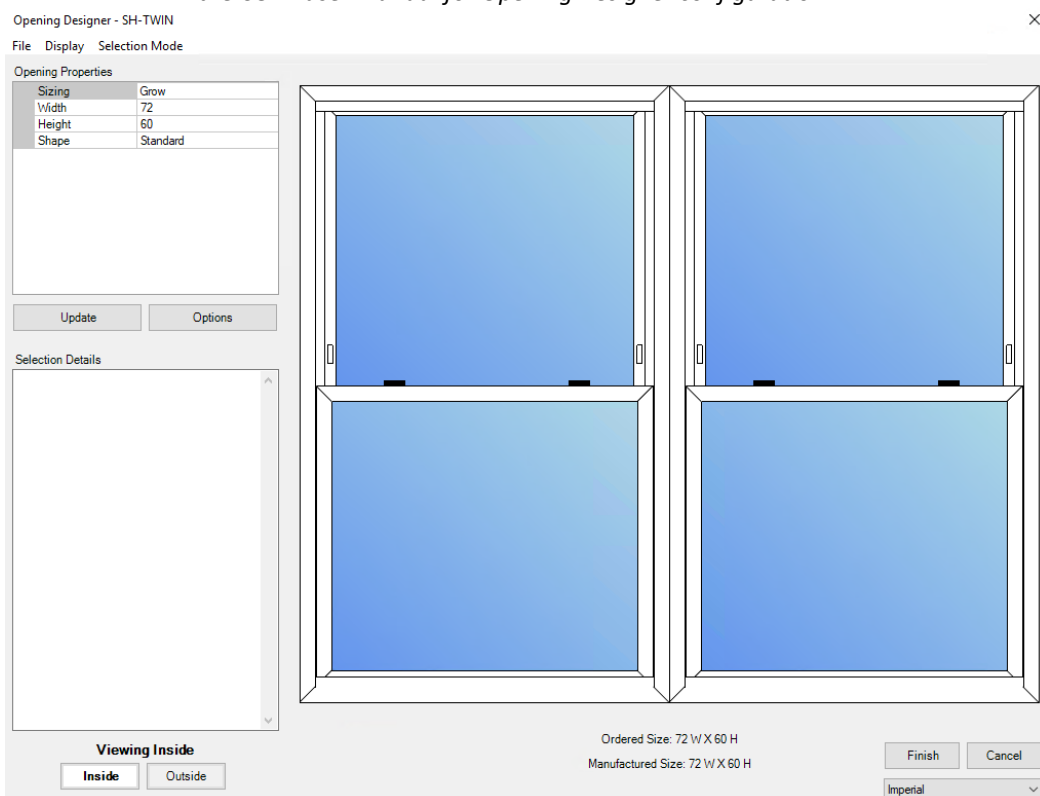 Opening Designer - SH-TWIN
File Display Selection Mode
Opening Properties
Sizing Grow
Width 72
Height 60
Shape Standard
Update Options
Selection Details
Viewing Inside
Inside Outside
Ordered Size: 72 W X 60 H
Manufactured Size: 72 W X 60 H
Finish Cancel
Imperial